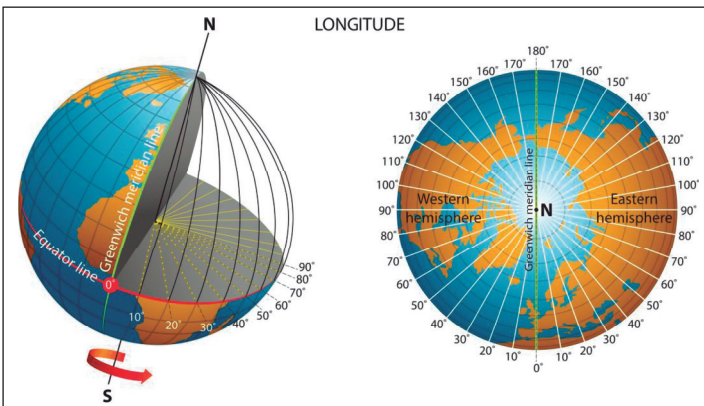 LONGITUDE
N
Greenwich meridian line
Equator line
0˚
10˚
20˚
30˚
40˚
50˚
60˚
70˚
80˚
90˚
S
180˚
170˚ 170˚
160˚ 160˚
150˚ 150˚
140˚ 140˚
130˚ 130˚
120˚ 120˚
110˚ 110˚
100˚ 100˚
90˚ 90˚
80˚ 80˚
70˚ 70˚
60˚ 60˚
50˚ 50˚
40˚ 40˚
30˚ 30˚
20˚ 20˚
10˚ 10˚
0˚
Western
hemisphere
Greenwich meridian line
N
Eastern
hemisphere